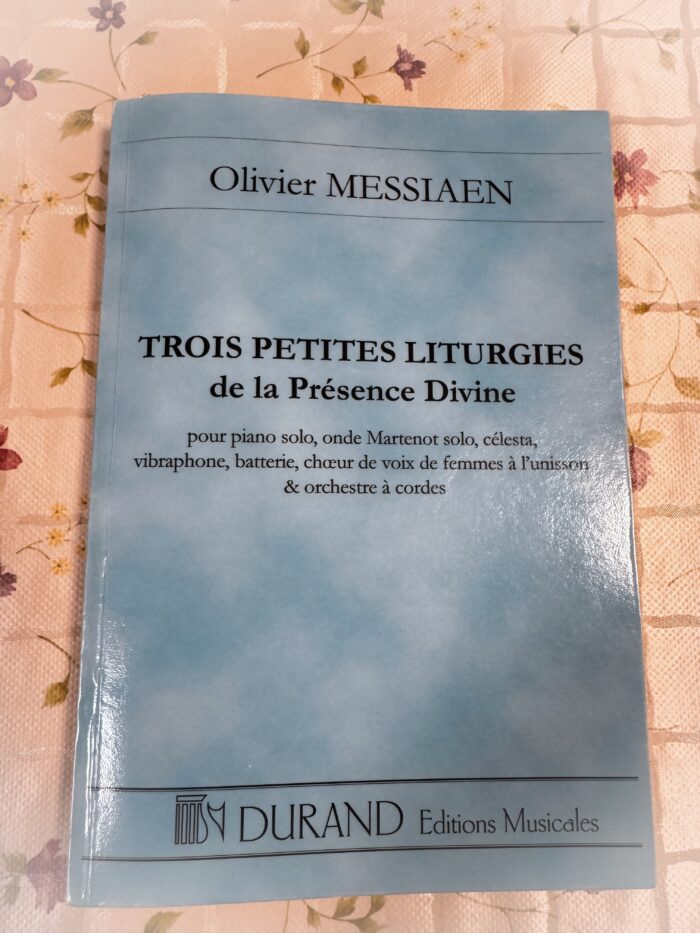 Olivier MESSIAEN
TROIS PETITES LITURGIES
de la Présence Divine
pour piano solo, onde Martenot solo, célesta,
vibraphone, batterie, chœur de voix de femmes à l'unisson
& orchestre à cordes
DURAND Editions Musicales